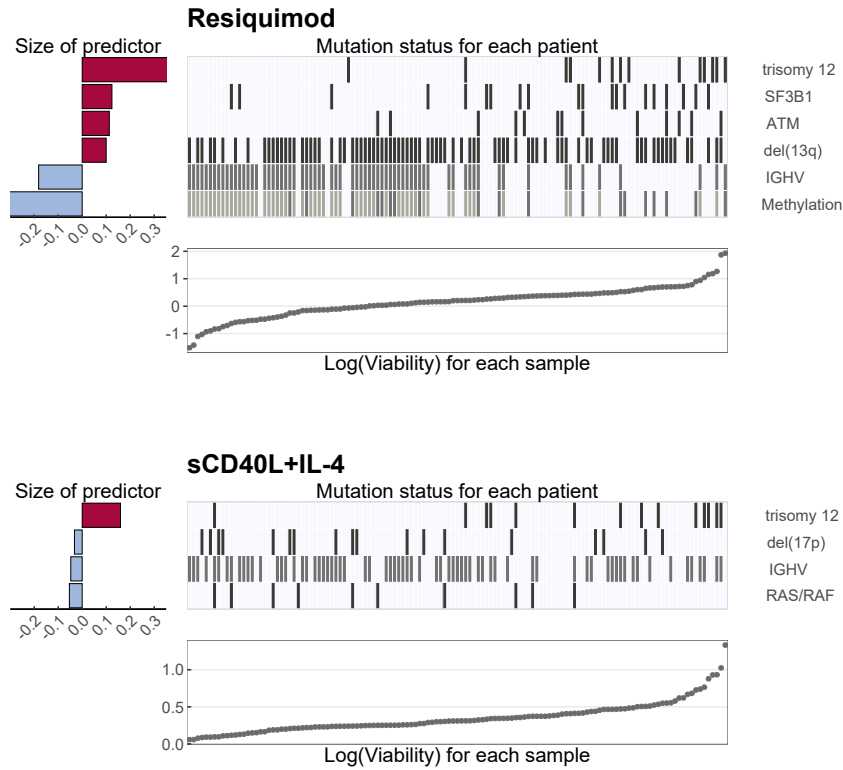 Resiquimod
Size of predictor
Mutation status for each patient
trisomy 12
SF3B1
ATM
del(13q)
IGHV
Methylation
-0.2 -0.1 0.0 0.1 0.2 0.3
2
1
0
-1
Log(Viability) for each sample
sCD40L+IL-4
Size of predictor
Mutation status for each patient
trisomy 12
del(17p)
IGHV
RAS/RAF
-0.2 -0.1 0.0 0.1 0.2 0.3
1.0
0.5
0.0
Log(Viability) for each sample